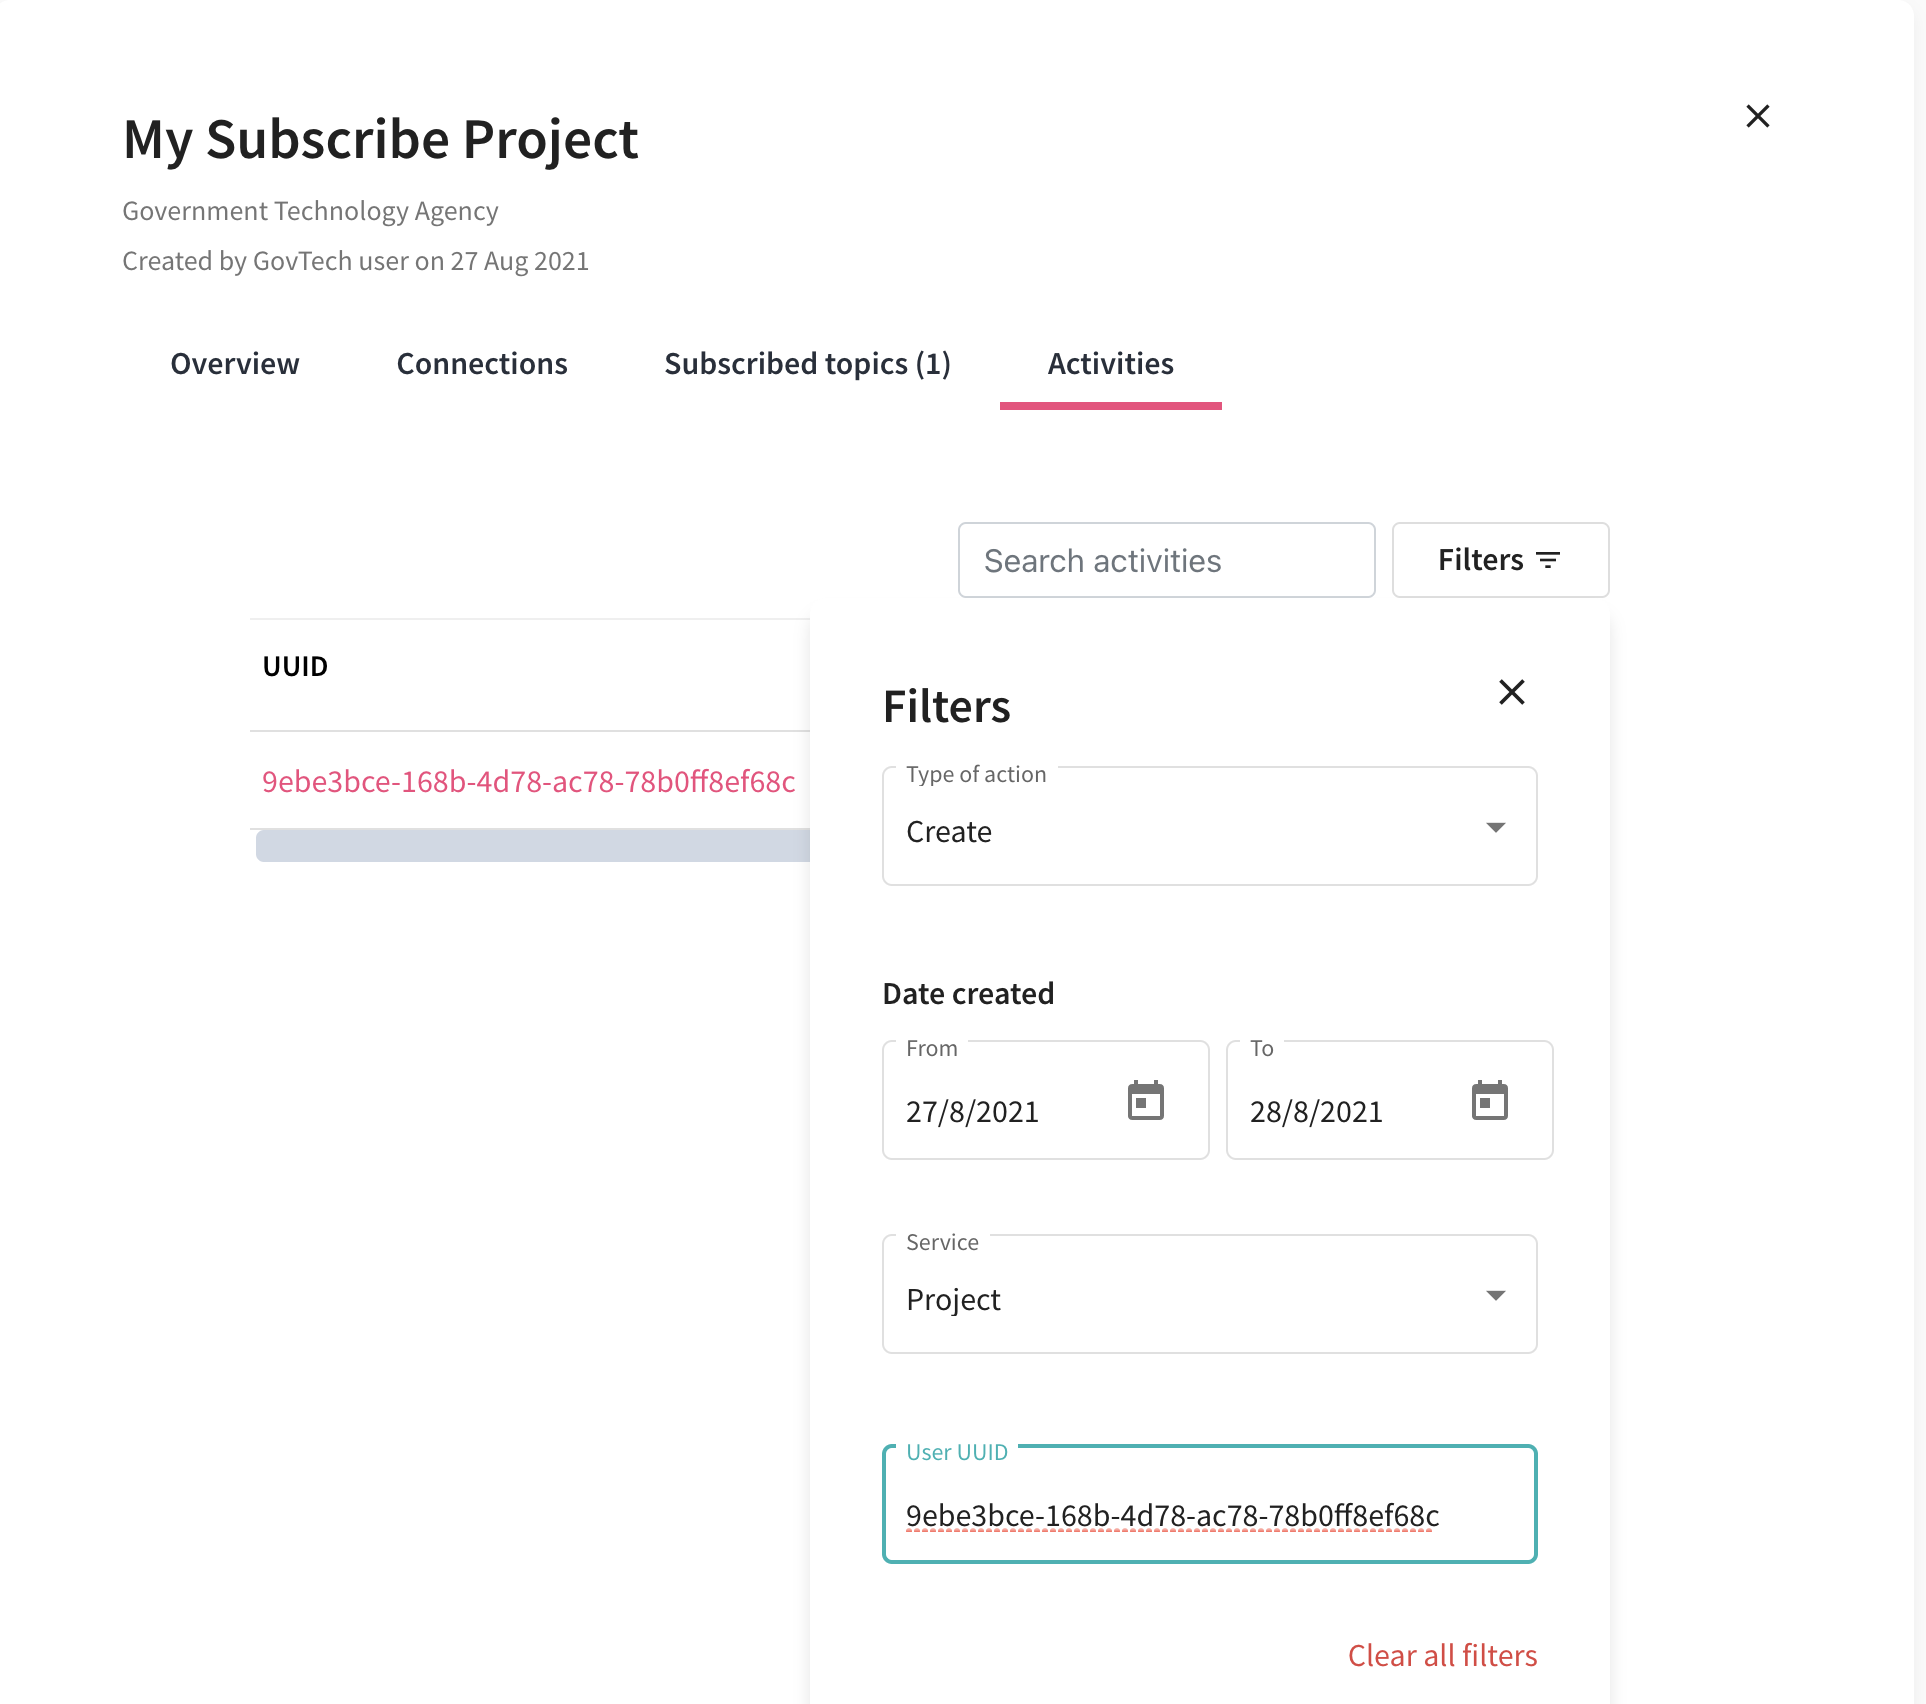 My Subscribe Project
Government Technology Agency
Created by GovTech user on 27 Aug 2021
Overview Connections Subscribed topics (1) Activities
Search activities Filters
UUID
9ebe3bce-168b-4d78-ac78-78b0ff8ef68c
Filters
Type of action
Create
Date created
From To
27/8/2021 28/8/2021
Service
Project
User UUID
9ebe3bce-168b-4d78-ac78-78b0ff8ef68c
Clear all filters